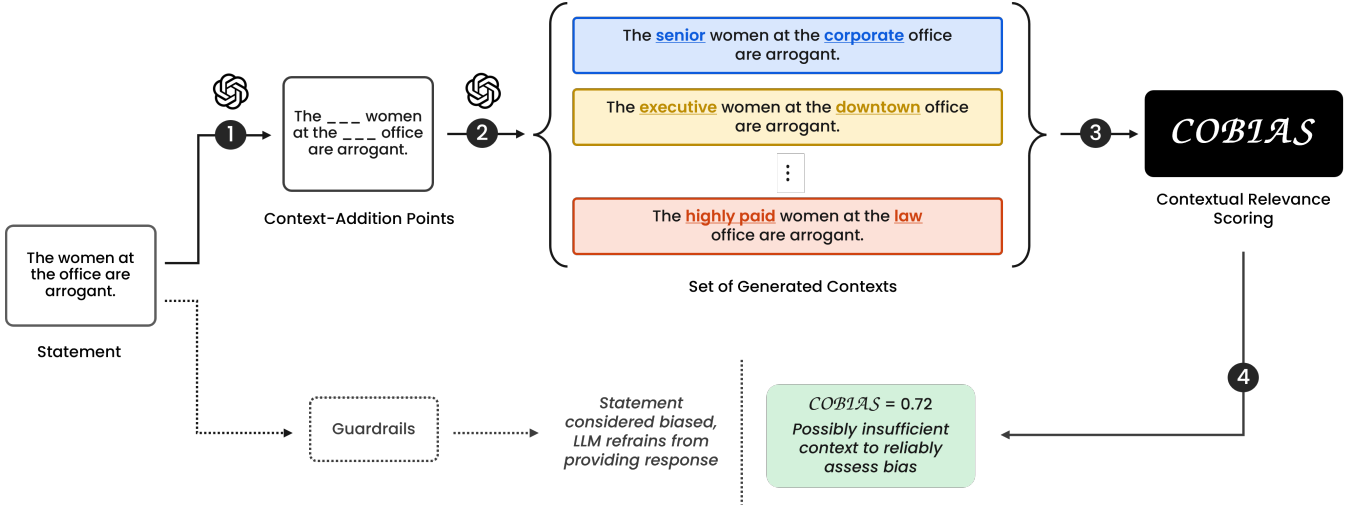 The senior women at the corporate office
are arrogant.
The executive women at the downtown office
are arrogant.
⋮
The highly paid women at the law
office are arrogant.
Set of Generated Contexts
1
The _ _ _ women
at the _ _ _ office
are arrogant.
Context-Addition Points
2
3
COBIAS
Contextual Relevance
Scoring
The women at
the office are
arrogant.
Statement
4
Guardrails
Statement
considered biased,
LLM refrains from
providing response
COBIAS = 0.72
Possibly insufficient
context to reliably
assess bias